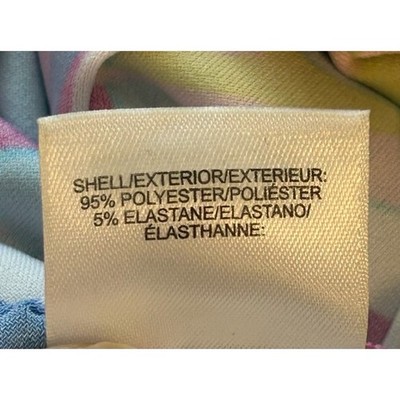 SHELL/EXTERIOR/EXTERIEUR:
95% POLYESTER/POLIÉSTER
5% ELASTANE/ELASTANO/
ÉLASTHANNE: